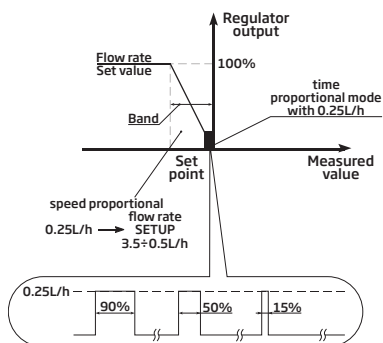 Regulator
output
Flow rate
Set value
100%
time
proportional mode
with 0.25L/h
Band
Set
point
Measured
value
speed proportional
flow rate
0.25L/h
SETUP
3.5÷0.5L/h
0.25L/h
90%
50%
15%